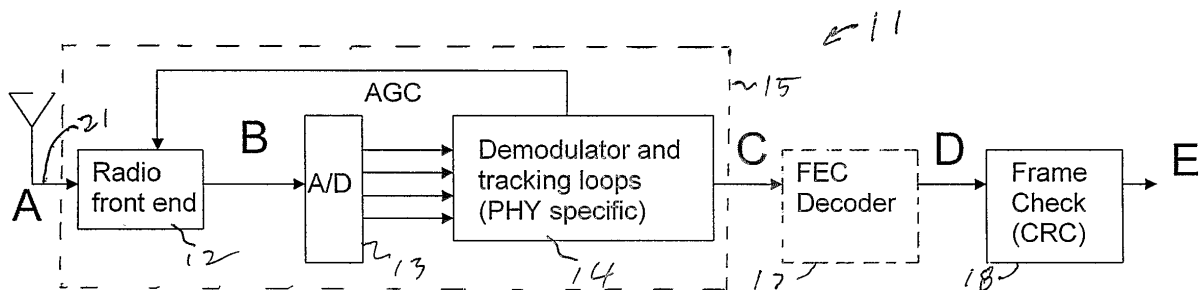 11
15
AGC
21
A
Radio
front end
12
B
A/D
13
Demodulator and
tracking loops
(PHY specific)
14
C
FEC
Decoder
17
D
Frame
Check
(CRC)
18
E